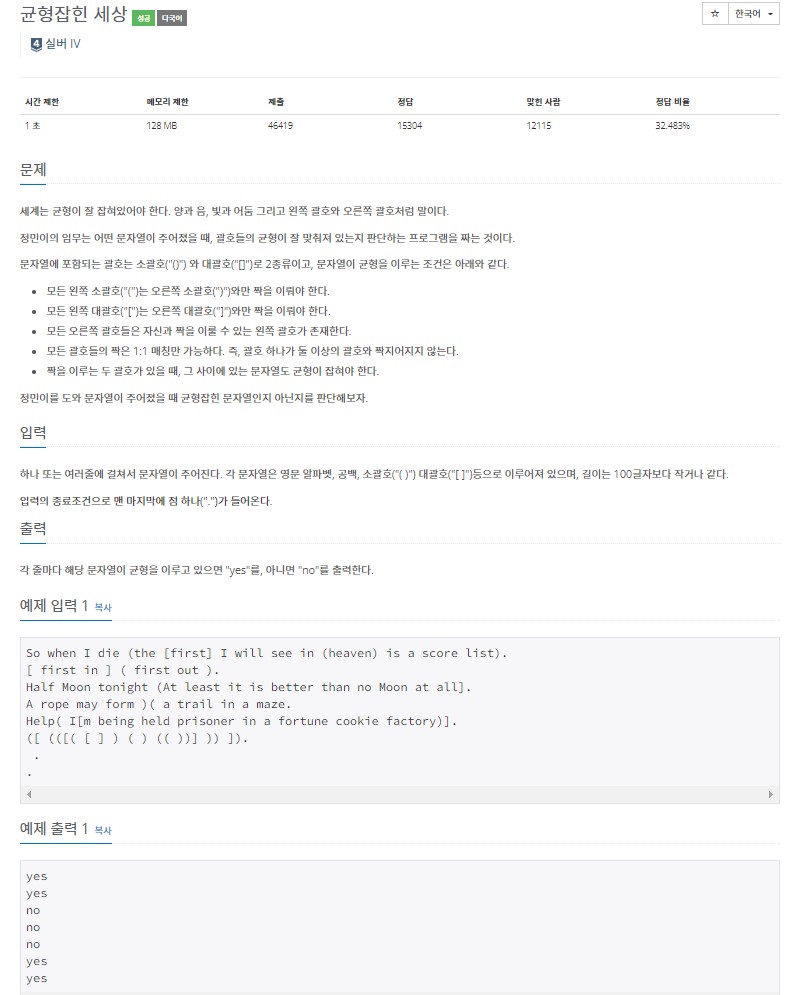 균형잡힌 세상 성공 다국어
☆ 한국어
4 실버 IV
시간 제한 메모리 제한 제출 정답 맞힌 사람 정답 비율
1 초 128 MB 46419 15304 12115 32.483%
문제
세계는 균형이 잘 잡혀있어야 한다. 양과 음, 빛과 어둠 그리고 왼쪽 괄호와 오른쪽 괄호처럼 말이다.
정민이의 임무는 어떤 문자열이 주어졌을 때, 괄호들의 균형이 잘 맞춰져 있는지 판단하는 프로그램을 짜는 것이다.
문자열에 포함되는 괄호는 소괄호("()") 와 대괄호("[]")로 2종류이고, 문자열이 균형을 이루는 조건은 아래와 같다.
• 모든 왼쪽 소괄호("(")는 오른쪽 소괄호(")")와만 짝을 이뤄야 한다.
• 모든 왼쪽 대괄호("[")는 오른쪽 대괄호("]")와만 짝을 이뤄야 한다.
• 모든 오른쪽 괄호들은 자신과 짝을 이룰 수 있는 왼쪽 괄호가 존재한다.
• 모든 괄호들의 짝은 1:1 매칭만 가능하다. 즉, 괄호 하나가 둘 이상의 괄호와 짝지어지지 않는다.
• 짝을 이루는 두 괄호가 있을 때, 그 사이에 있는 문자열도 균형이 잡혀야 한다.
정민이를 도와 문자열이 주어졌을 때 균형잡힌 문자열인지 아닌지를 판단해보자.
입력
하나 또는 여러줄에 걸쳐서 문자열이 주어진다. 각 문자열은 영문 알파벳, 공백, 소괄호("( )") 대괄호("[ ]")등으로 이루어져 있으며, 길이는 100글자보다 작거나 같다.
입력의 종료조건으로 맨 마지막에 점 하나(".")가 들어온다.
출력
각 줄마다 해당 문자열이 균형을 이루고 있으면 "yes"를, 아니면 "no"를 출력한다.
예제 입력 1 복사
So when I die (the [first] I will see in (heaven) is a score list).
[ first in ] ( first out ).
Half Moon tonight (At least it is better than no Moon at all].
A rope may form )( a trail in a maze.
Help( I[m being held prisoner in a fortune cookie factory)].
([ (([( [ ] ) ( ) (( ))] )) ]).
 .
.
예제 출력 1 복사
yes
yes
no
no
no
yes
yes